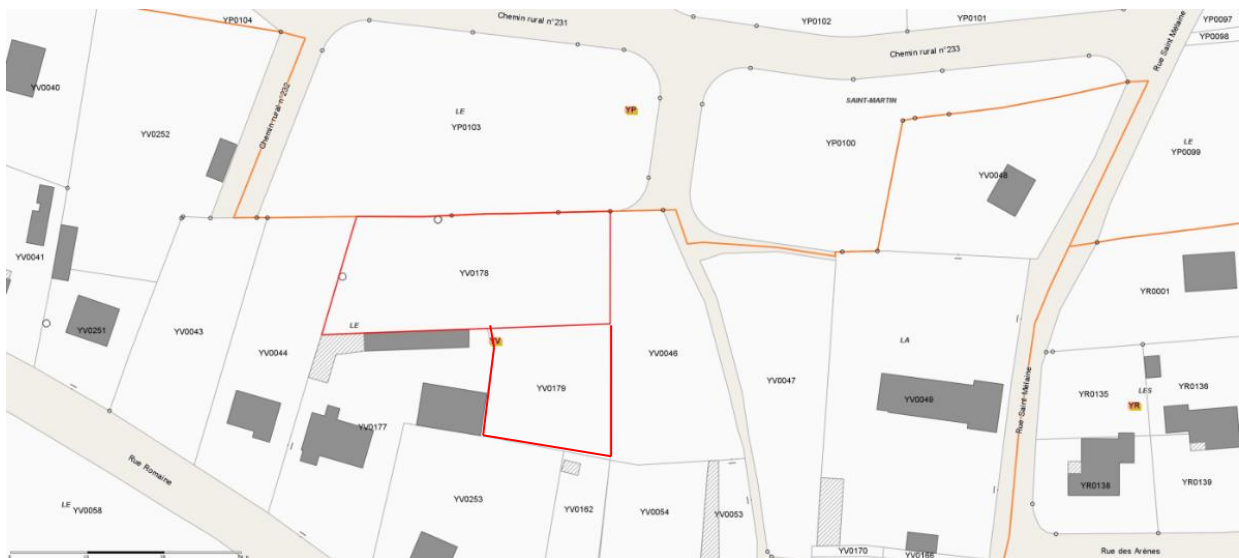 YP0104
Chemin rural n°231
YP0102
YP0101
YP0097
YP0098
Chemin rural n°233
Rue Saint Mélaine
YV0040
LE
YP0103
YP
SAINT-MARTIN
YP0100
LE
YP0099
Chemin rural n°232
YV0252
YV0048
YV0041
YV0178
YR0001
YV0251
YV0043
LE
YV
YV0044
YV0046
LA
YV0047
YV0179
YR0135
LES
YR0136
YR
YV0049
Rue Saint-Mélaine
YV0177
Rue Romaine
YR0138
YR0139
LE
YV0058
YV0253
YV0162
YV0054
YV0053
YV0170
YV0166
Rue des Arènes